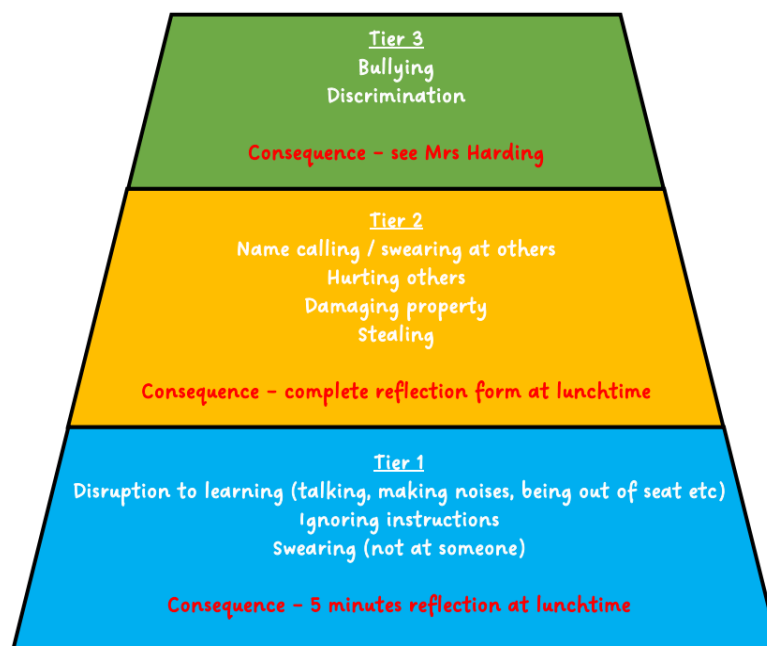 Tier 3
Bullying
Discrimination
Consequence – see Mrs Harding
Tier 2
Name calling / swearing at others
Hurting others
Damaging property
Stealing
Consequence – complete reflection form at lunchtime
Tier 1
Disruption to learning (talking, making noises, being out of seat etc)
Ignoring instructions
Swearing (not at someone)
Consequence – 5 minutes reflection at lunchtime